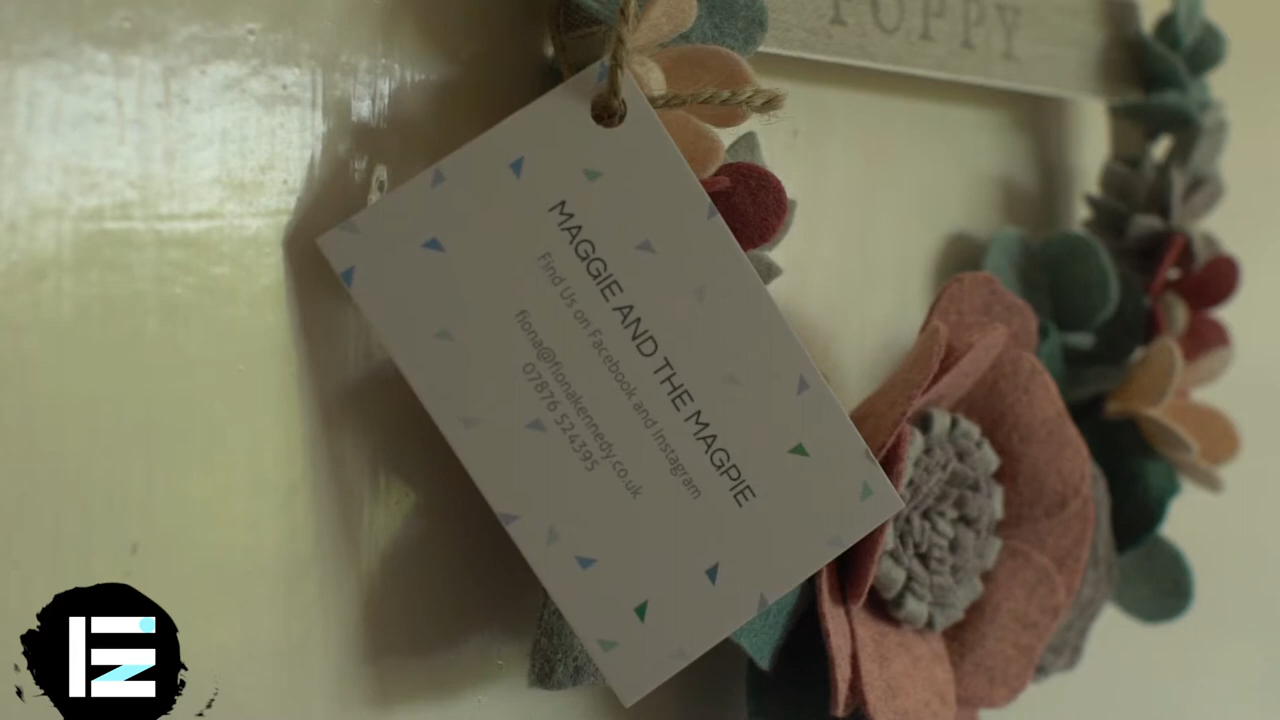 POPPY
MAGGIE AND THE MAGPIE
Find Us on Facebook and Instagram
fiona@fionakennedy.co.uk
07876 524395